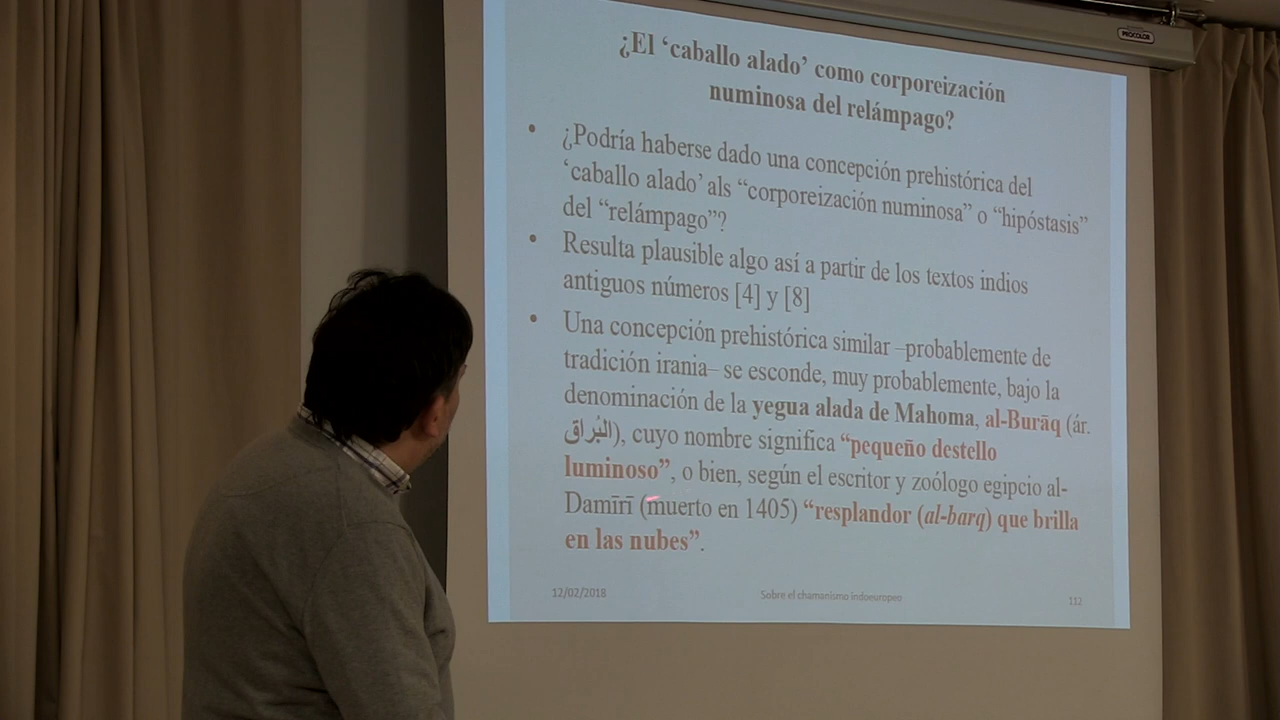 PROCOLOR
¿El ‘caballo alado’ como corporeización
numinosa del relámpago?
• ¿Podría haberse dado una concepción prehistórica del
‘caballo alado’ als “corporeización numinosa” o “hipóstasis”
del “relámpago”?
• Resulta plausible algo así a partir de los textos indios
antiguos números [4] y [8]
• Una concepción prehistórica similar –probablemente de
tradición irania– se esconde, muy probablemente, bajo la
denominación de la yegua alada de Mahoma, al-Burāq (ár.
البُراق), cuyo nombre significa “pequeño destello
luminoso”, o bien, según el escritor y zoólogo egipcio al-
Damīrī (muerto en 1405) “resplandor (al-barq) que brilla
en las nubes”.
12/02/2018 Sobre el chamanismo indoeuropeo 112